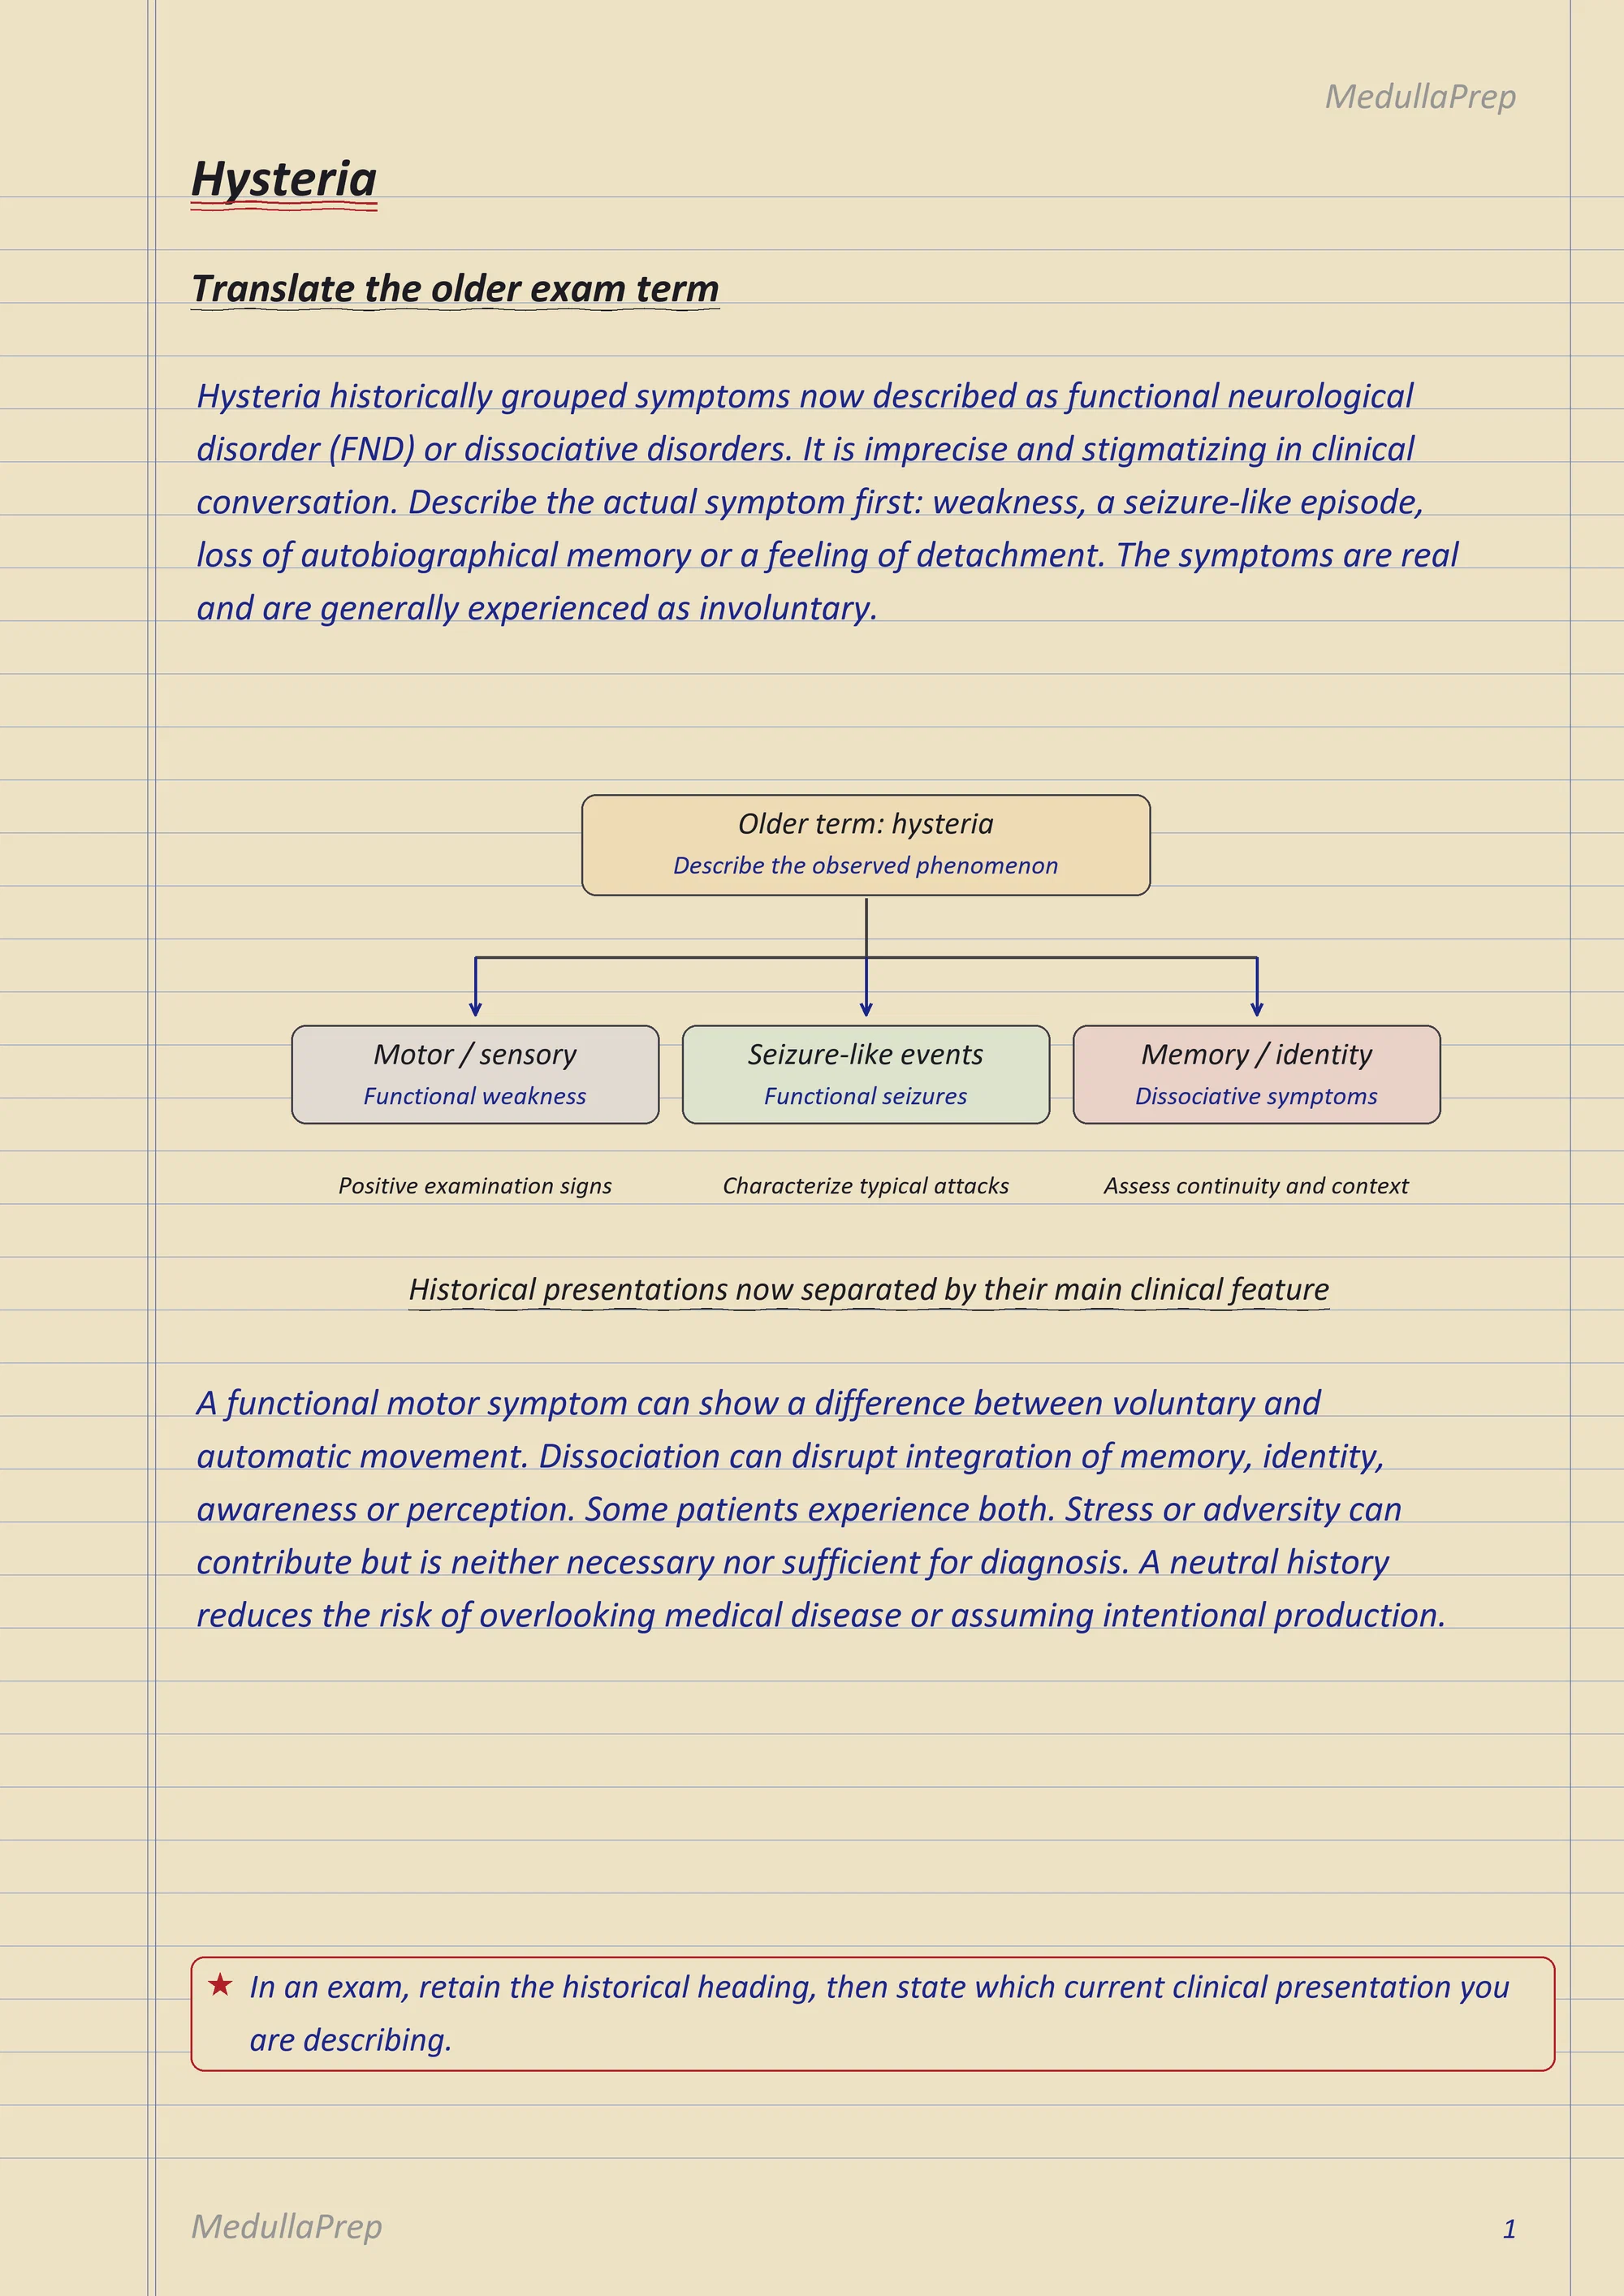 MedullaPrep
Hysteria
Translate the older exam term
Hysteria historically grouped symptoms now described as functional neurological
disorder (FND) or dissociative disorders. It is imprecise and stigmatizing in clinical
conversation. Describe the actual symptom first: weakness, a seizure-like episode,
loss of autobiographical memory or a feeling of detachment. The symptoms are real
and are generally experienced as involuntary.
Older term: hysteria
Describe the observed phenomenon
Motor / sensory
Functional weakness
Seizure-like events
Functional seizures
Memory / identity
Dissociative symptoms
Positive examination signs
Characterize typical attacks
Assess continuity and context
Historical presentations now separated by their main clinical feature
A functional motor symptom can show a difference between voluntary and
automatic movement. Dissociation can disrupt integration of memory, identity,
awareness or perception. Some patients experience both. Stress or adversity can
contribute but is neither necessary nor sufficient for diagnosis. A neutral history
reduces the risk of overlooking medical disease or assuming intentional production.
★ In an exam, retain the historical heading, then state which current clinical presentation you
are describing.
MedullaPrep
1